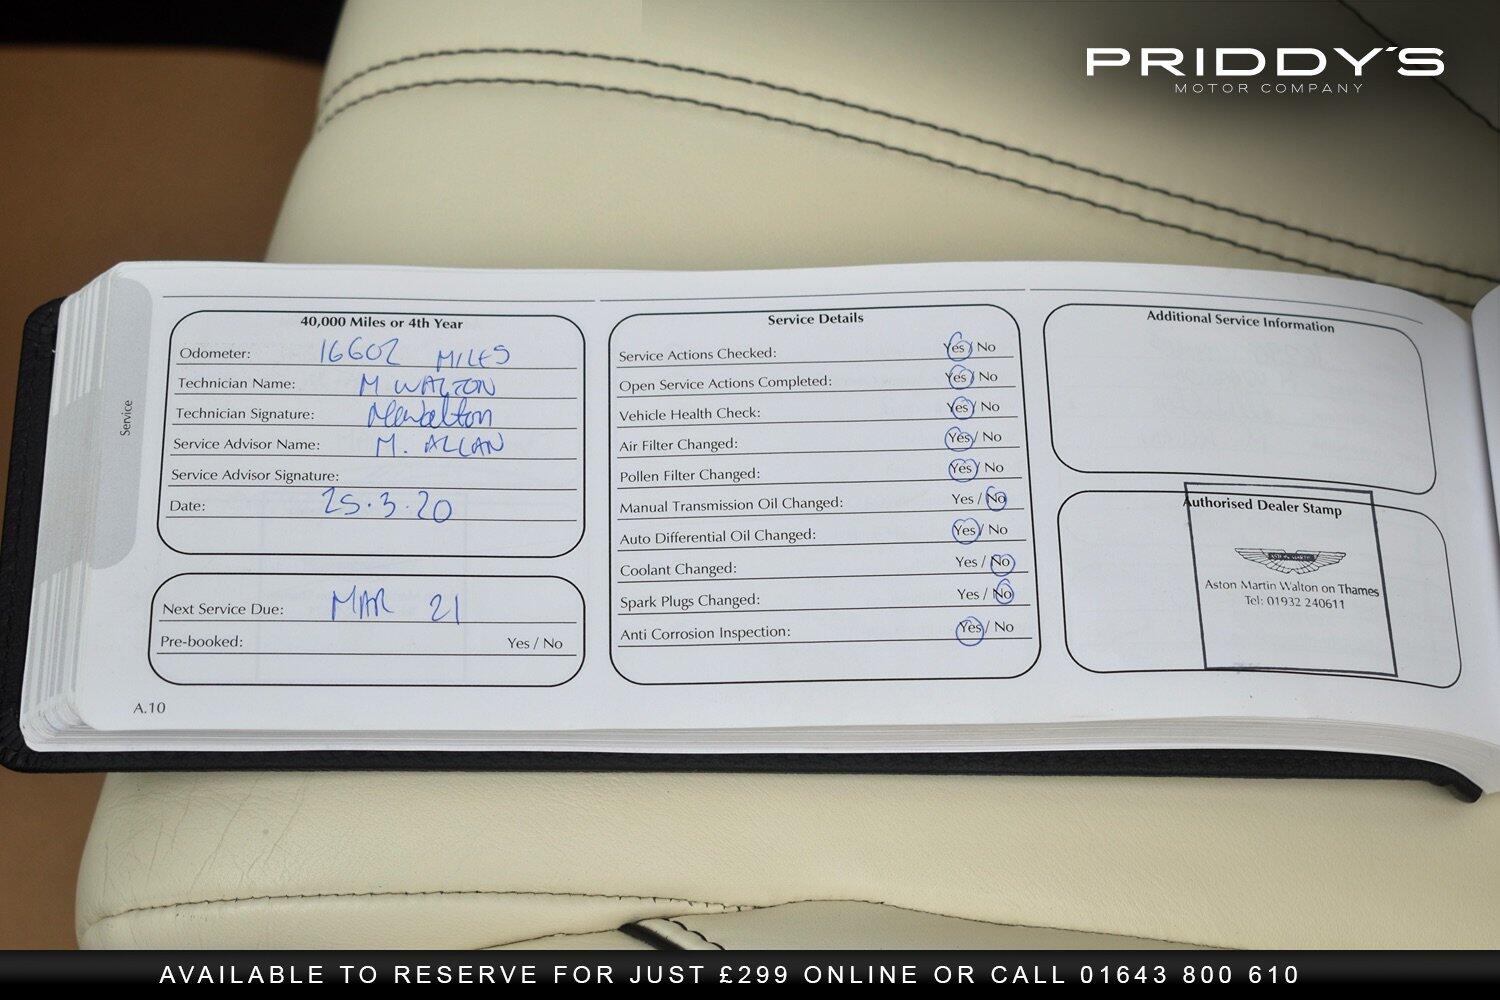 PRIDDY'S
MOTOR COMPANY
Service
40,000 Miles or 4th Year
Odometer: 16602 MILES
Technician Name: M WALTON
Technician Signature: MWalton
Service Advisor Name: M. ALLAN
Service Advisor Signature:
Date: 25.3.20
Next Service Due: MAR 21
Pre-booked: Yes / No
A.10
Service Details
Service Actions Checked: Yes / No
Open Service Actions Completed: Yes / No
Vehicle Health Check: Yes / No
Air Filter Changed: Yes / No
Pollen Filter Changed: Yes / No
Manual Transmission Oil Changed: Yes / No
Auto Differential Oil Changed: Yes / No
Coolant Changed: Yes / No
Spark Plugs Changed: Yes / No
Anti Corrosion Inspection: Yes / No
Additional Service Information
Authorised Dealer Stamp
ASTON MARTIN
Aston Martin Walton on Thames
Tel: 01932 240611
AVAILABLE TO RESERVE FOR JUST £299 ONLINE OR CALL 01643 800 610